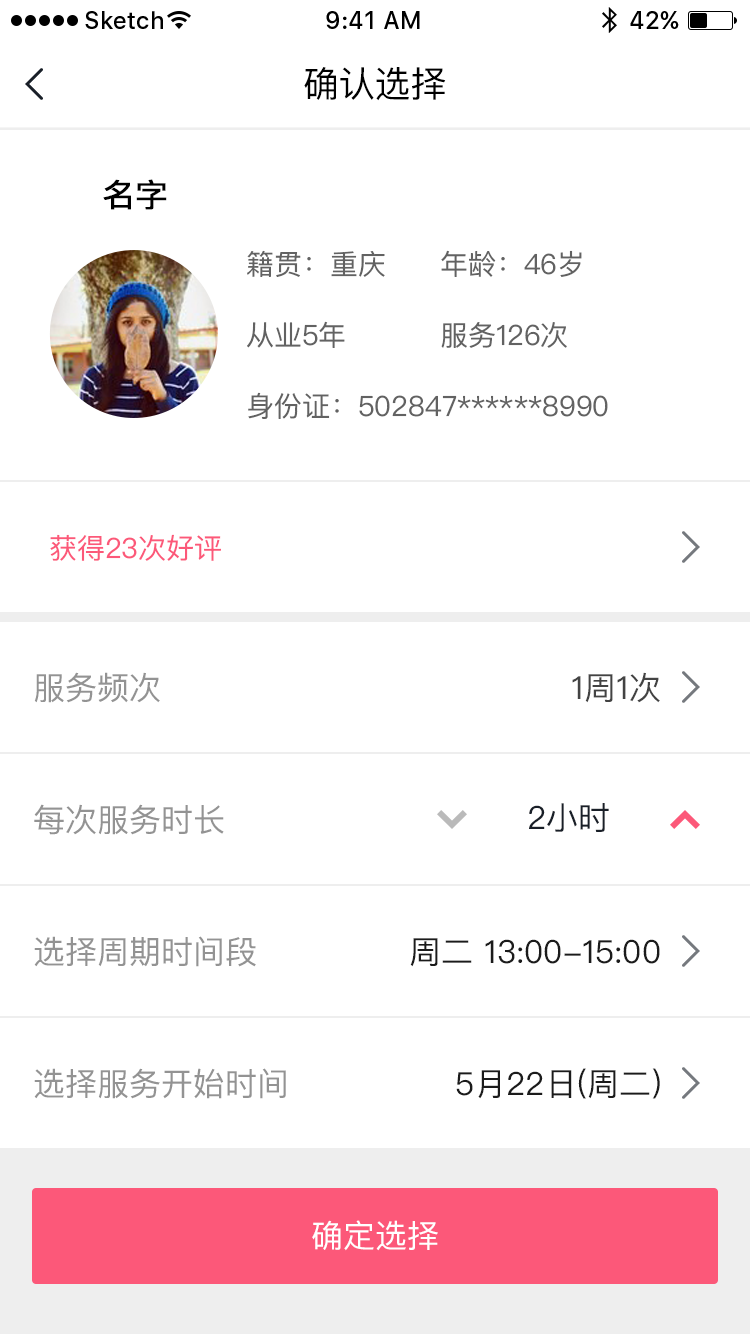 Sketch 9:41 AM 42%
确认选择
名字
籍贯：重庆 年龄：46岁
从业5年 服务126次
身份证：502847******8990
获得23次好评
服务频次 1周1次
每次服务时长 2小时
选择周期时间段 周二 13:00–15:00
选择服务开始时间 5月22日(周二)
确定选择